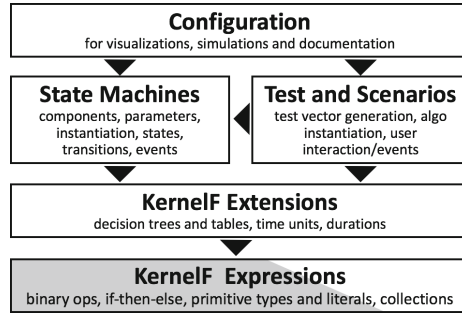 Configuration
for visualizations, simulations and documentation
State Machines
components, parameters,
instantiation, states,
transitions, events
Test and Scenarios
test vector generation, algo
instantiation, user
interaction/events
KernelF Extensions
decision trees and tables, time units, durations
KernelF Expressions
binary ops, if-then-else, primitive types and literals, collections